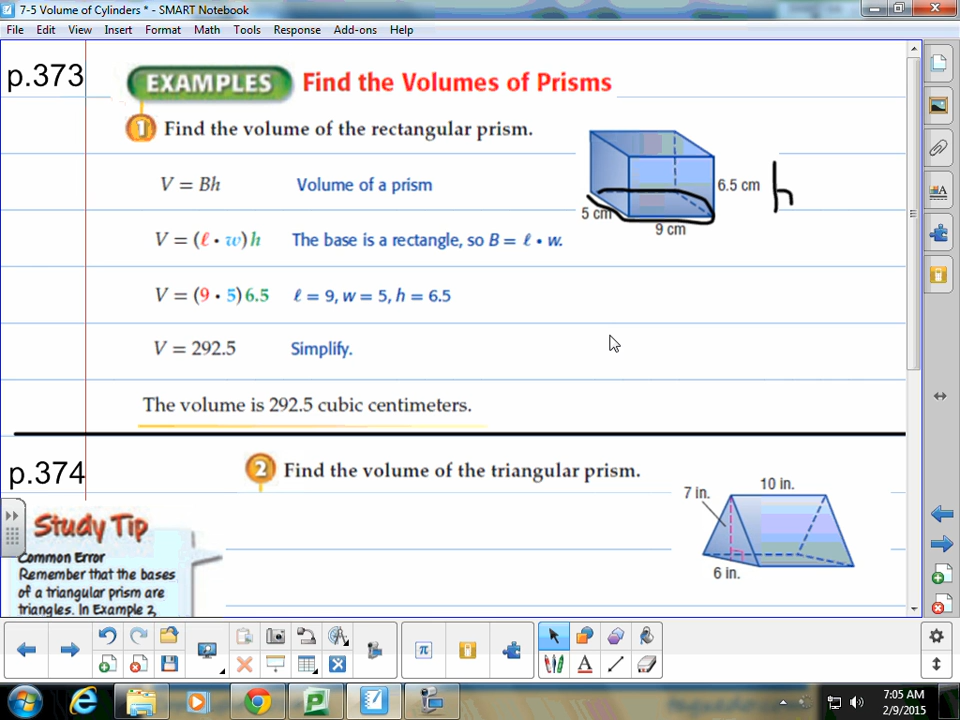 7-5 Volume of Cylinders * - SMART Notebook
File Edit View Insert Format Math Tools Response Add-ons Help
p.373
EXAMPLES Find the Volumes of Prisms
1 Find the volume of the rectangular prism.
V = Bh Volume of a prism
6.5 cm h
5 cm
9 cm
V = (ℓ • w)h The base is a rectangle, so B = ℓ • w.
V = (9 • 5)6.5 ℓ = 9, w = 5, h = 6.5
V = 292.5 Simplify.
The volume is 292.5 cubic centimeters.
p.374
2 Find the volume of the triangular prism.
7 in.
10 in.
6 in.
Study Tip
Common Error
Remember that the bases
of a triangular prism are
triangles. In Example 2,
π
A
7:05 AM
2/9/2015